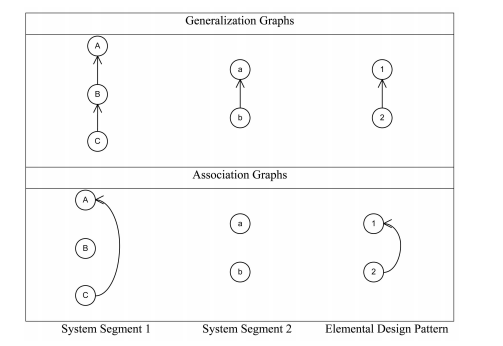 Generalization Graphs
A
B
C
a
b
1
2
Association Graphs
A
B
C
a
b
1
2
System Segment 1
System Segment 2
Elemental Design Pattern